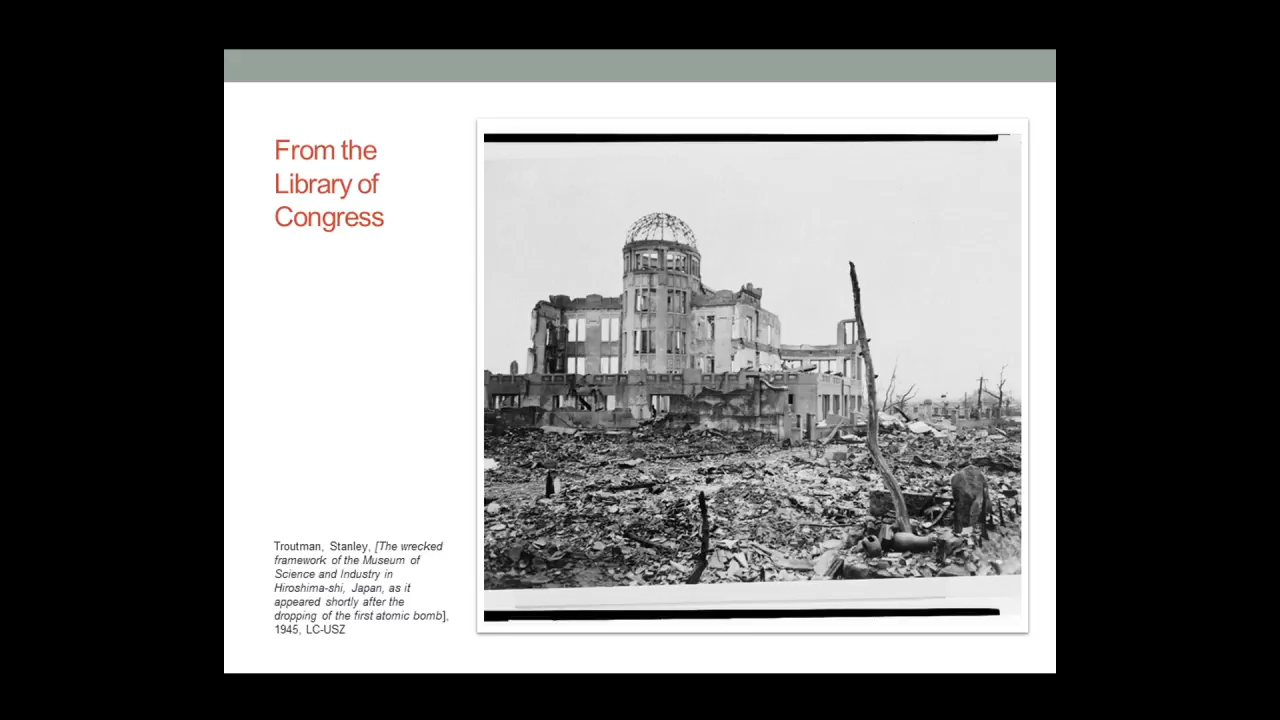 From the
Library of
Congress
Troutman, Stanley, [The wrecked
framework of the Museum of
Science and Industry in
Hiroshima-shi, Japan, as it
appeared shortly after the
dropping of the first atomic bomb],
1945, LC-USZ